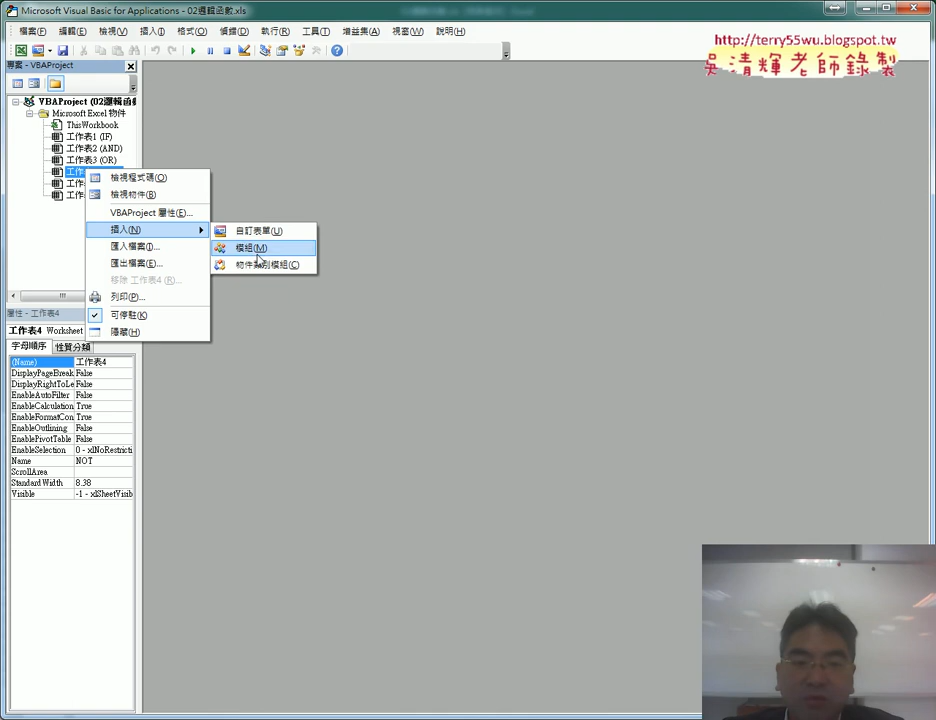 Microsoft Visual Basic for Applications - 02邏輯函數.xls
檔案(F) 編輯(E) 檢視(V) 插入(I) 格式(O) 偵錯(D) 執行(R) 工具(T) 增益集(A) 視窗(W) 說明(H)
http://terry55wu.blogspot.tw
吳清輝老師錄製
專案 - VBAProject
VBAProject (02邏輯函
Microsoft Excel 物件
ThisWorkbook
工作表1 (IF)
工作表2 (AND)
工作表3 (OR)
檢視程式碼(O)
檢視物件(B)
VBAProject 屬性(E)...
插入(N)
自訂表單(U)
模組(M)
物件類別模組(C)
匯入檔案(I)...
匯出檔案(E)...
移除 工作表4 (R)...
列印(P)...
可停駐(K)
隱藏(H)
屬性 - 工作表4
工作表4 Worksheet
字母順序 性質分類
(Name) 工作表4
DisplayPageBreak False
DisplayRightToLe False
EnableAutoFilter False
EnableCalculation True
EnableFormatCon True
EnableOutlining False
EnablePivotTable False
EnableSelection 0 - xlNoRestricti
Name NOT
ScrollArea
Standard Width 8.38
Visible -1 - xlSheetVisib